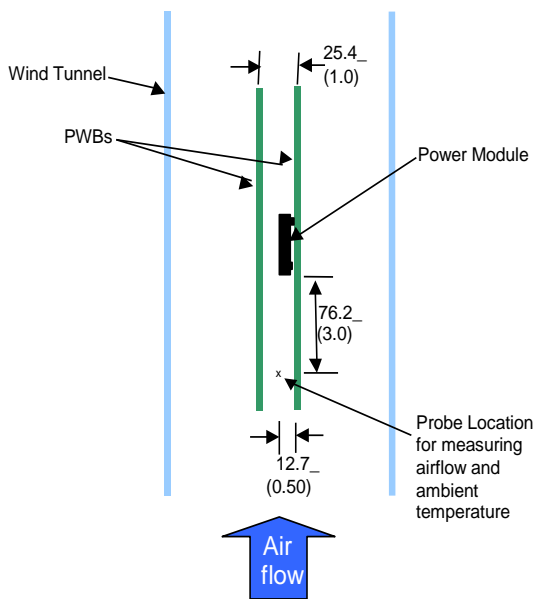 25.4_
(1.0)
Wind Tunnel
PWBs
Power Module
76.2_
(3.0)
x
Probe Location
for measuring
airflow and
ambient
temperature
12.7_
(0.50)
Air
flow